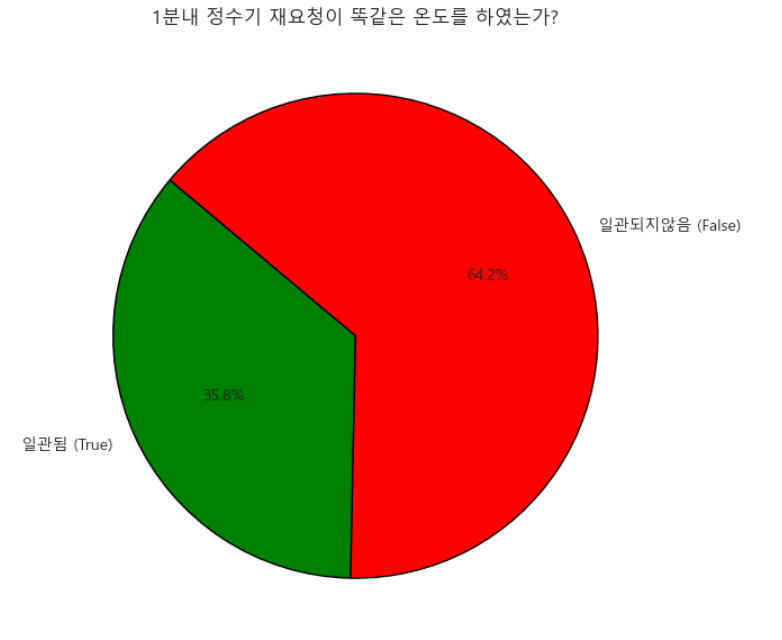 1분내 정수기 재요청이 똑같은 온도를 하였는가?
일관되지않음 (False)
64.2%
35.8%
일관됨 (True)